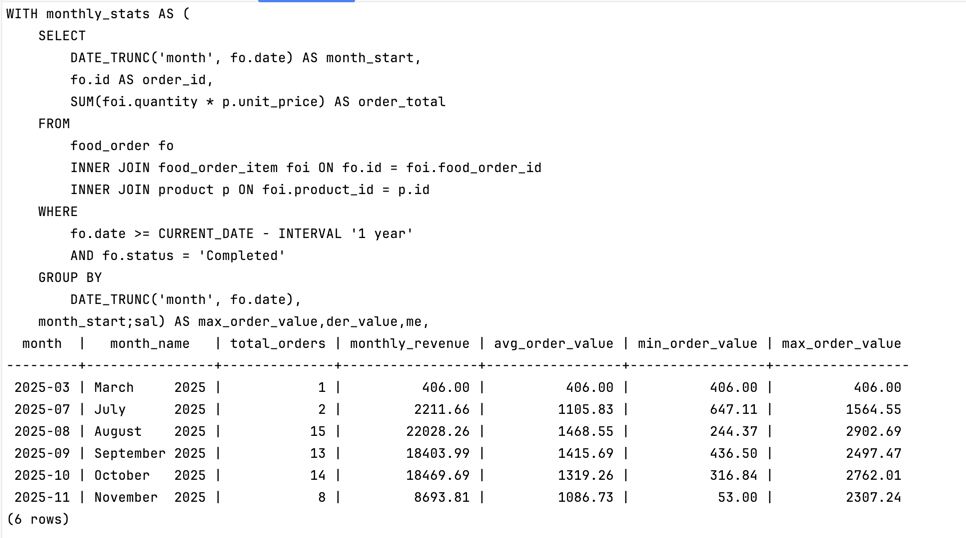 WITH monthly_stats AS (
    SELECT
        DATE_TRUNC('month', fo.date) AS month_start,
        fo.id AS order_id,
        SUM(foi.quantity * p.unit_price) AS order_total
    FROM
        food_order fo
        INNER JOIN food_order_item foi ON fo.id = foi.food_order_id
        INNER JOIN product p ON foi.product_id = p.id
    WHERE
        fo.date >= CURRENT_DATE - INTERVAL '1 year'
        AND fo.status = 'Completed'
    GROUP BY
        DATE_TRUNC('month', fo.date),
    month_start;sal) AS max_order_value,der_value,me,
  month  |   month_name   | total_orders | monthly_revenue | avg_order_value | min_order_value | max_order_value
---------+----------------+--------------+-----------------+-----------------+-----------------+-----------------
 2025-03 | March     2025 |            1 |          406.00 |          406.00 |          406.00 |          406.00
 2025-07 | July      2025 |            2 |         2211.66 |         1105.83 |          647.11 |         1564.55
 2025-08 | August    2025 |           15 |        22028.26 |         1468.55 |          244.37 |         2902.69
 2025-09 | September 2025 |           13 |        18403.99 |         1415.69 |          436.50 |         2497.47
 2025-10 | October   2025 |           14 |        18469.69 |         1319.26 |          316.84 |         2762.01
 2025-11 | November  2025 |            8 |         8693.81 |         1086.73 |           53.00 |         2307.24
(6 rows)